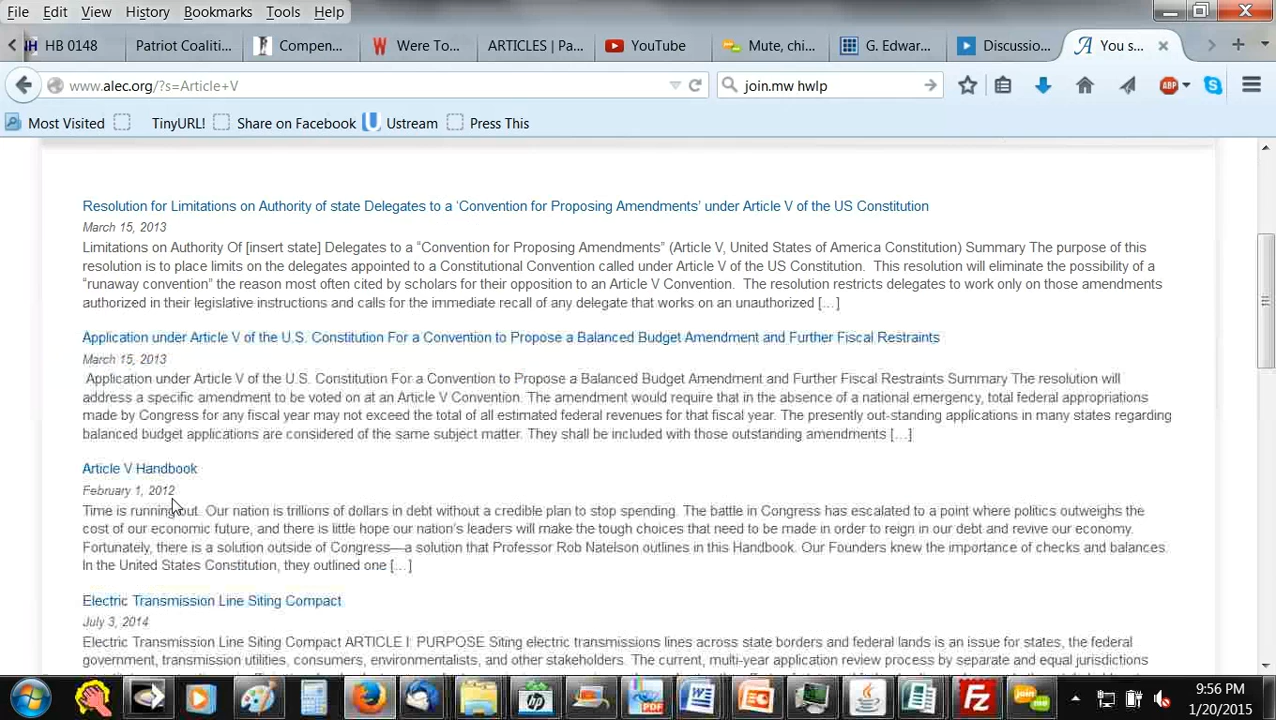 File Edit View History Bookmarks Tools Help
HB 0148
Patriot Coaliti...
Compen...
Were To...
ARTICLES | Pa...
YouTube
Mute, chi...
G. Edwar...
Discussio...
You s...
www.alec.org/?s=Article+V
join.mw hwlp
Most Visited
TinyURL!
Share on Facebook
Ustream
Press This
Resolution for Limitations on Authority of state Delegates to a ‘Convention for Proposing Amendments’ under Article V of the US Constitution
March 15, 2013
Limitations on Authority Of [insert state] Delegates to a “Convention for Proposing Amendments” (Article V, United States of America Constitution) Summary The purpose of this
resolution is to place limits on the delegates appointed to a Constitutional Convention called under Article V of the US Constitution. This resolution will eliminate the possibility of a
“runaway convention” the reason most often cited by scholars for their opposition to an Article V Convention. The resolution restricts delegates to work only on those amendments
authorized in their legislative instructions and calls for the immediate recall of any delegate that works on an unauthorized […]
Application under Article V of the U.S. Constitution For a Convention to Propose a Balanced Budget Amendment and Further Fiscal Restraints
March 15, 2013
Application under Article V of the U.S. Constitution For a Convention to Propose a Balanced Budget Amendment and Further Fiscal Restraints Summary The resolution will
address a specific amendment to be voted on at an Article V Convention. The amendment would require that in the absence of a national emergency, total federal appropriations
made by Congress for any fiscal year may not exceed the total of all estimated federal revenues for that fiscal year. The presently out-standing applications in many states regarding
balanced budget applications are considered of the same subject matter. They shall be included with those outstanding amendments […]
Article V Handbook
February 1, 2012
Time is running out. Our nation is trillions of dollars in debt without a credible plan to stop spending. The battle in Congress has escalated to a point where politics outweighs the
cost of our economic future, and there is little hope our nation’s leaders will make the tough choices that need to be made in order to reign in our debt and revive our economy.
Fortunately, there is a solution outside of Congress—a solution that Professor Rob Natelson outlines in this Handbook. Our Founders knew the importance of checks and balances.
In the United States Constitution, they outlined one […]
Electric Transmission Line Siting Compact
July 3, 2014
Electric Transmission Line Siting Compact ARTICLE I: PURPOSE Siting electric transmissions lines across state borders and federal lands is an issue for states, the federal
government, transmission utilities, consumers, environmentalists, and other stakeholders. The current, multi-year application review process by separate and equal jurisdictions
9:56 PM
1/20/2015